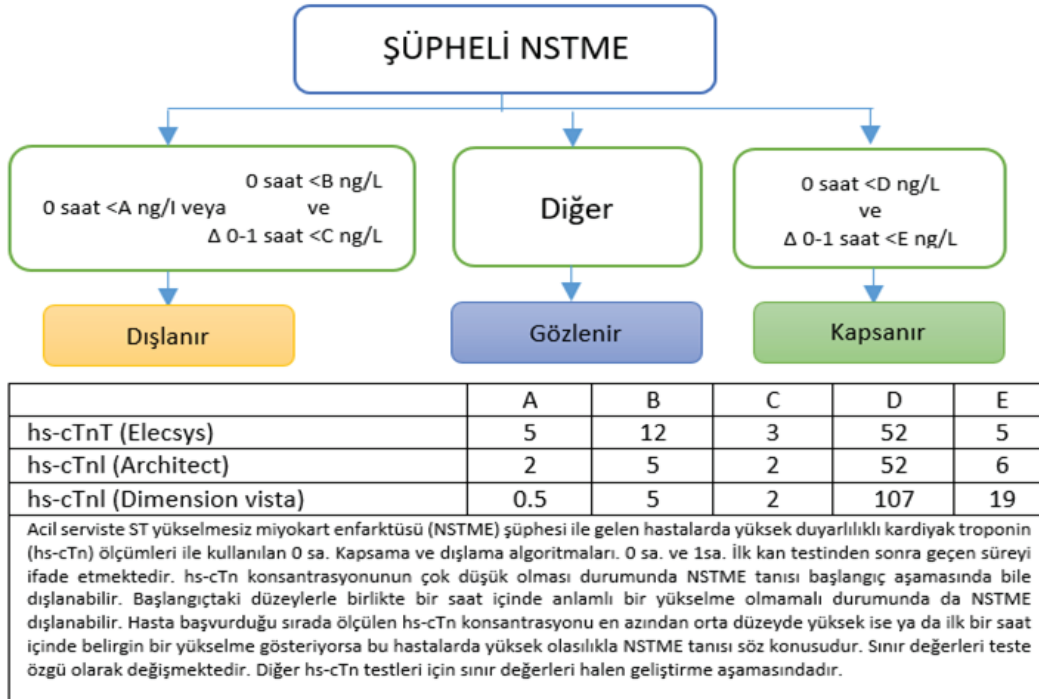 ŞÜPHELİ NSTME
0 saat <B ng/L
0 saat <A ng/I veya ve
Δ 0-1 saat <C ng/L
Diğer
0 saat <D ng/L
ve
Δ 0-1 saat <E ng/L
Dışlanır
Gözlenir
Kapsanır
A B C D E
hs-cTnT (Elecsys) 5 12 3 52 5
hs-cTnl (Architect) 2 5 2 52 6
hs-cTnl (Dimension vista) 0.5 5 2 107 19
Acil serviste ST yükselmesiz miyokart enfarktüsü (NSTME) şüphesi ile gelen hastalarda yüksek duyarlılıklı kardiyak troponin
(hs-cTn) ölçümleri ile kullanılan 0 sa. Kapsama ve dışlama algoritmaları. 0 sa. ve 1sa. İlk kan testinden sonra geçen süreyi
ifade etmektedir. hs-cTn konsantrasyonunun çok düşük olması durumunda NSTME tanısı başlangıç aşamasında bile
dışlanabilir. Başlangıçtaki düzeylerle birlikte bir saat içinde anlamlı bir yükselme olmamalı durumunda da NSTME
dışlanabilir. Hasta başvurduğu sırada ölçülen hs-cTn konsantrasyonu en azından orta düzeyde yüksek ise ya da ilk bir saat
içinde belirgin bir yükselme gösteriyorsa bu hastalarda yüksek olasılıkla NSTME tanısı söz konusudur. Sınır değerleri teste
özgü olarak değişmektedir. Diğer hs-cTn testleri için sınır değerleri halen geliştirme aşamasındadır.